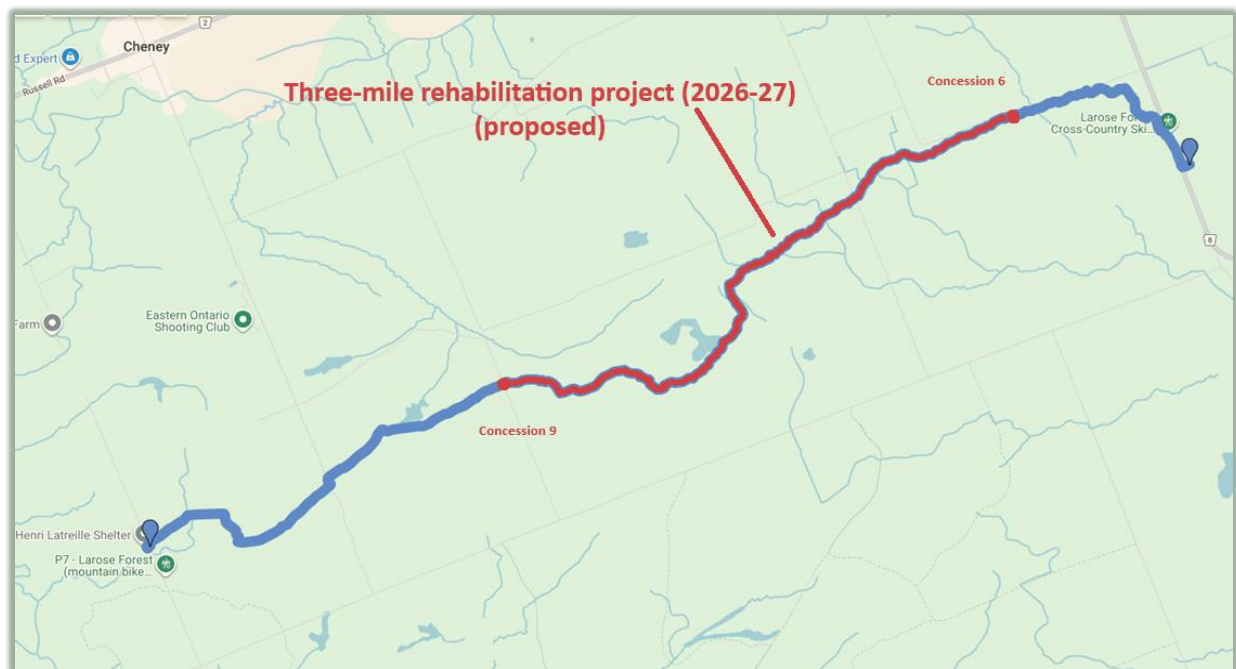 2
Cheney
d Expert
Russell Rd
Three-mile rehabilitation project (2026-27)
(proposed)
Concession 6
Larose For
Cross-Country Ski...
8
Eastern Ontario
Shooting Club
Farm
Concession 9
Henri Latreille Shelter
P7 - Larose Forest
(mountain bike...